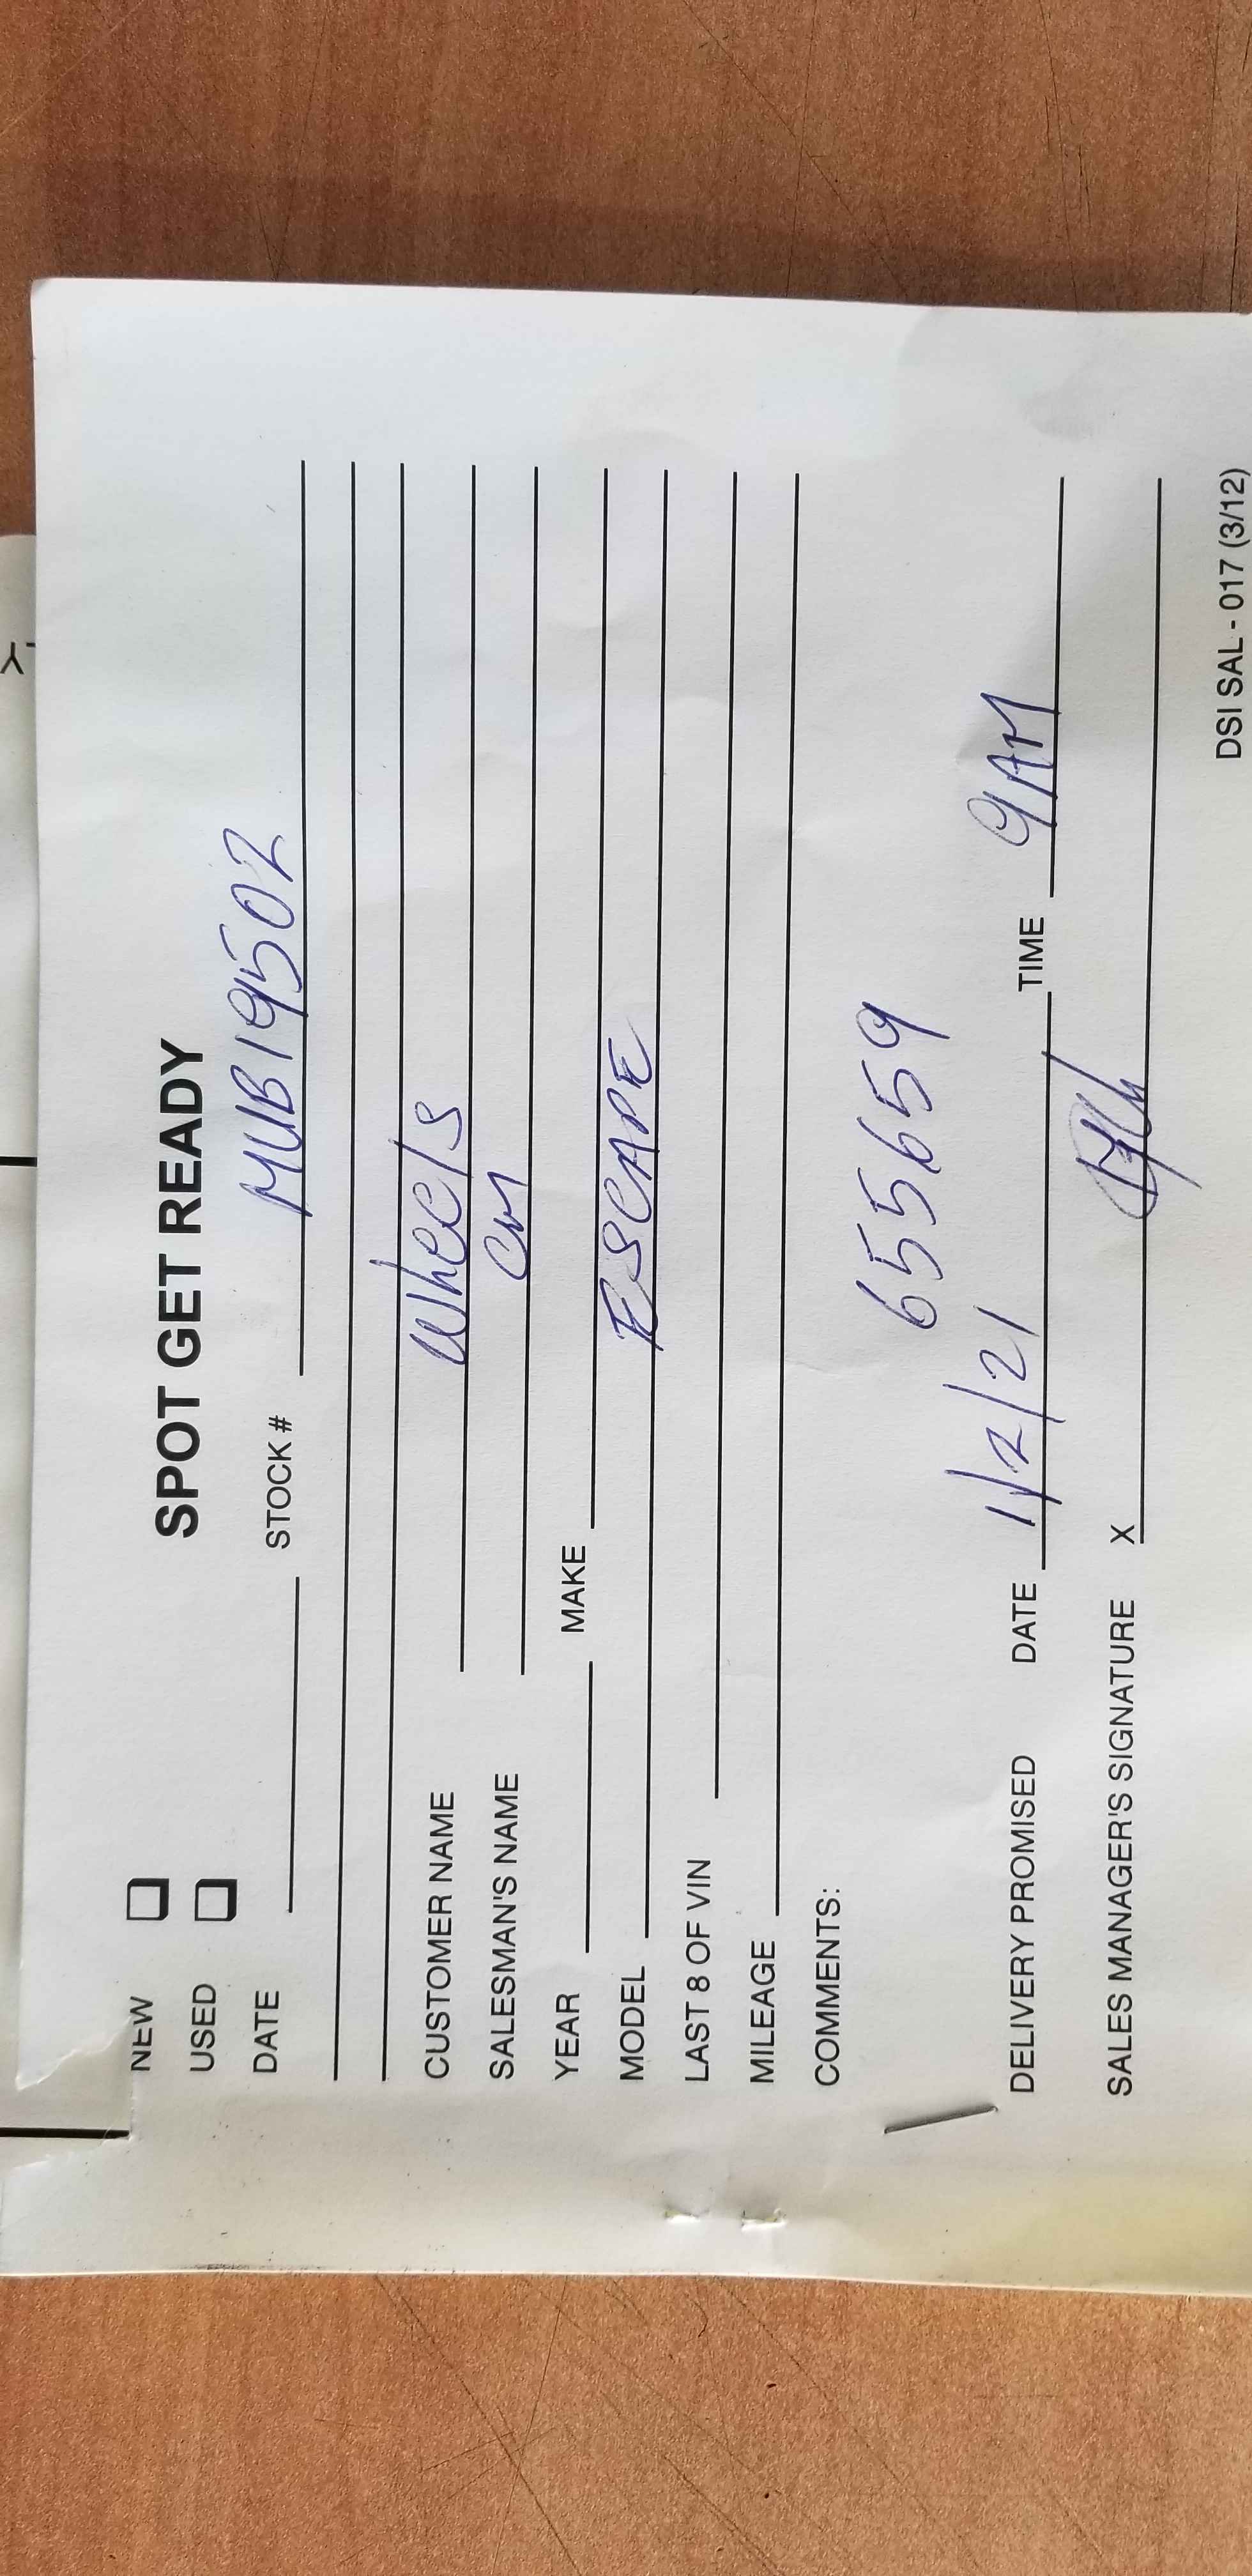 SPOT GET READY
NEW
USED
DATE STOCK # MUB19502
CUSTOMER NAME Wheels
SALESMAN'S NAME CM
YEAR MAKE
MODEL ESCAPE
LAST 8 OF VIN
MILEAGE
COMMENTS:
655659
DELIVERY PROMISED DATE 1/2/21 TIME 9AM
SALES MANAGER'S SIGNATURE X
DSI SAL - 017 (3/12)